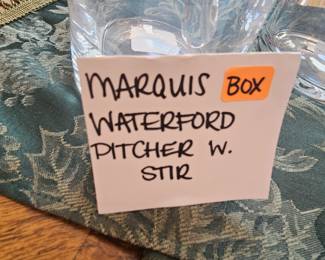 MARQUIS BOX
WATERFORD
PITCHER W.
STIR